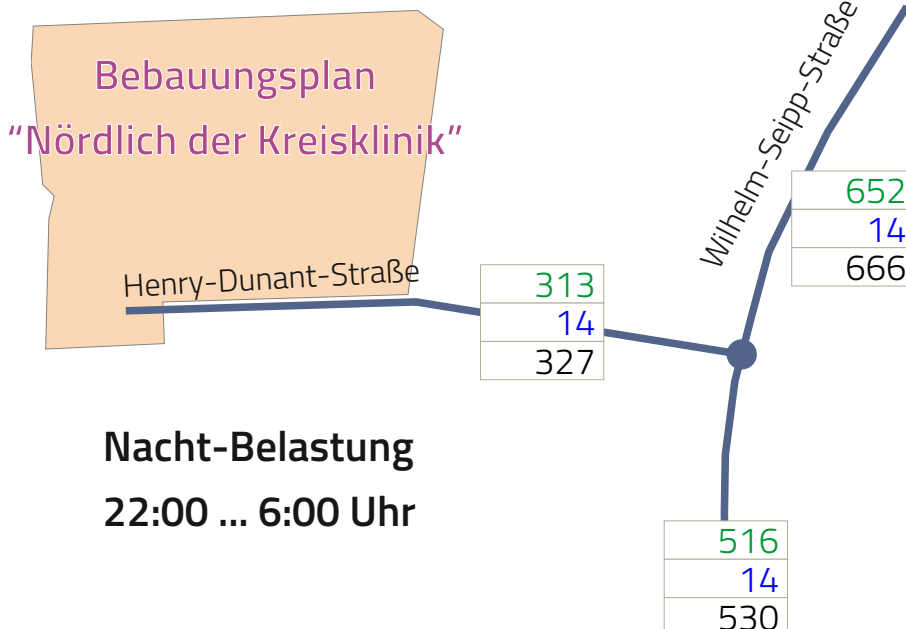 Bebauungsplan
“Nördlich der Kreisklinik”
Wilhelm-Seipp-Straße
652
14
666
Henry-Dunant-Straße
313
14
327
Nacht-Belastung
22:00 ... 6:00 Uhr
516
14
530